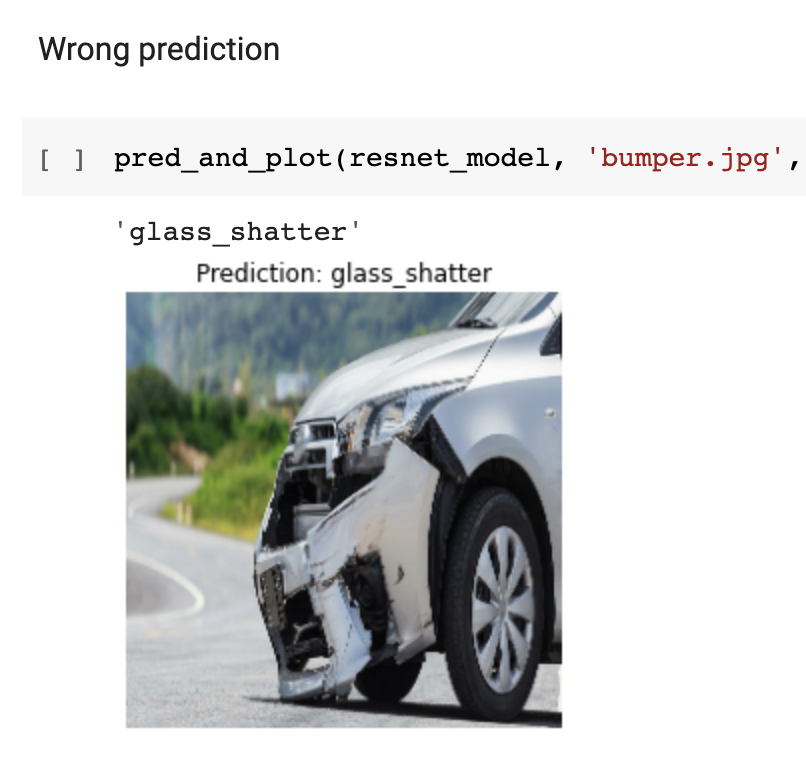 Wrong prediction
[ ] pred_and_plot(resnet_model, 'bumper.jpg',
'glass_shatter'
Prediction: glass_shatter